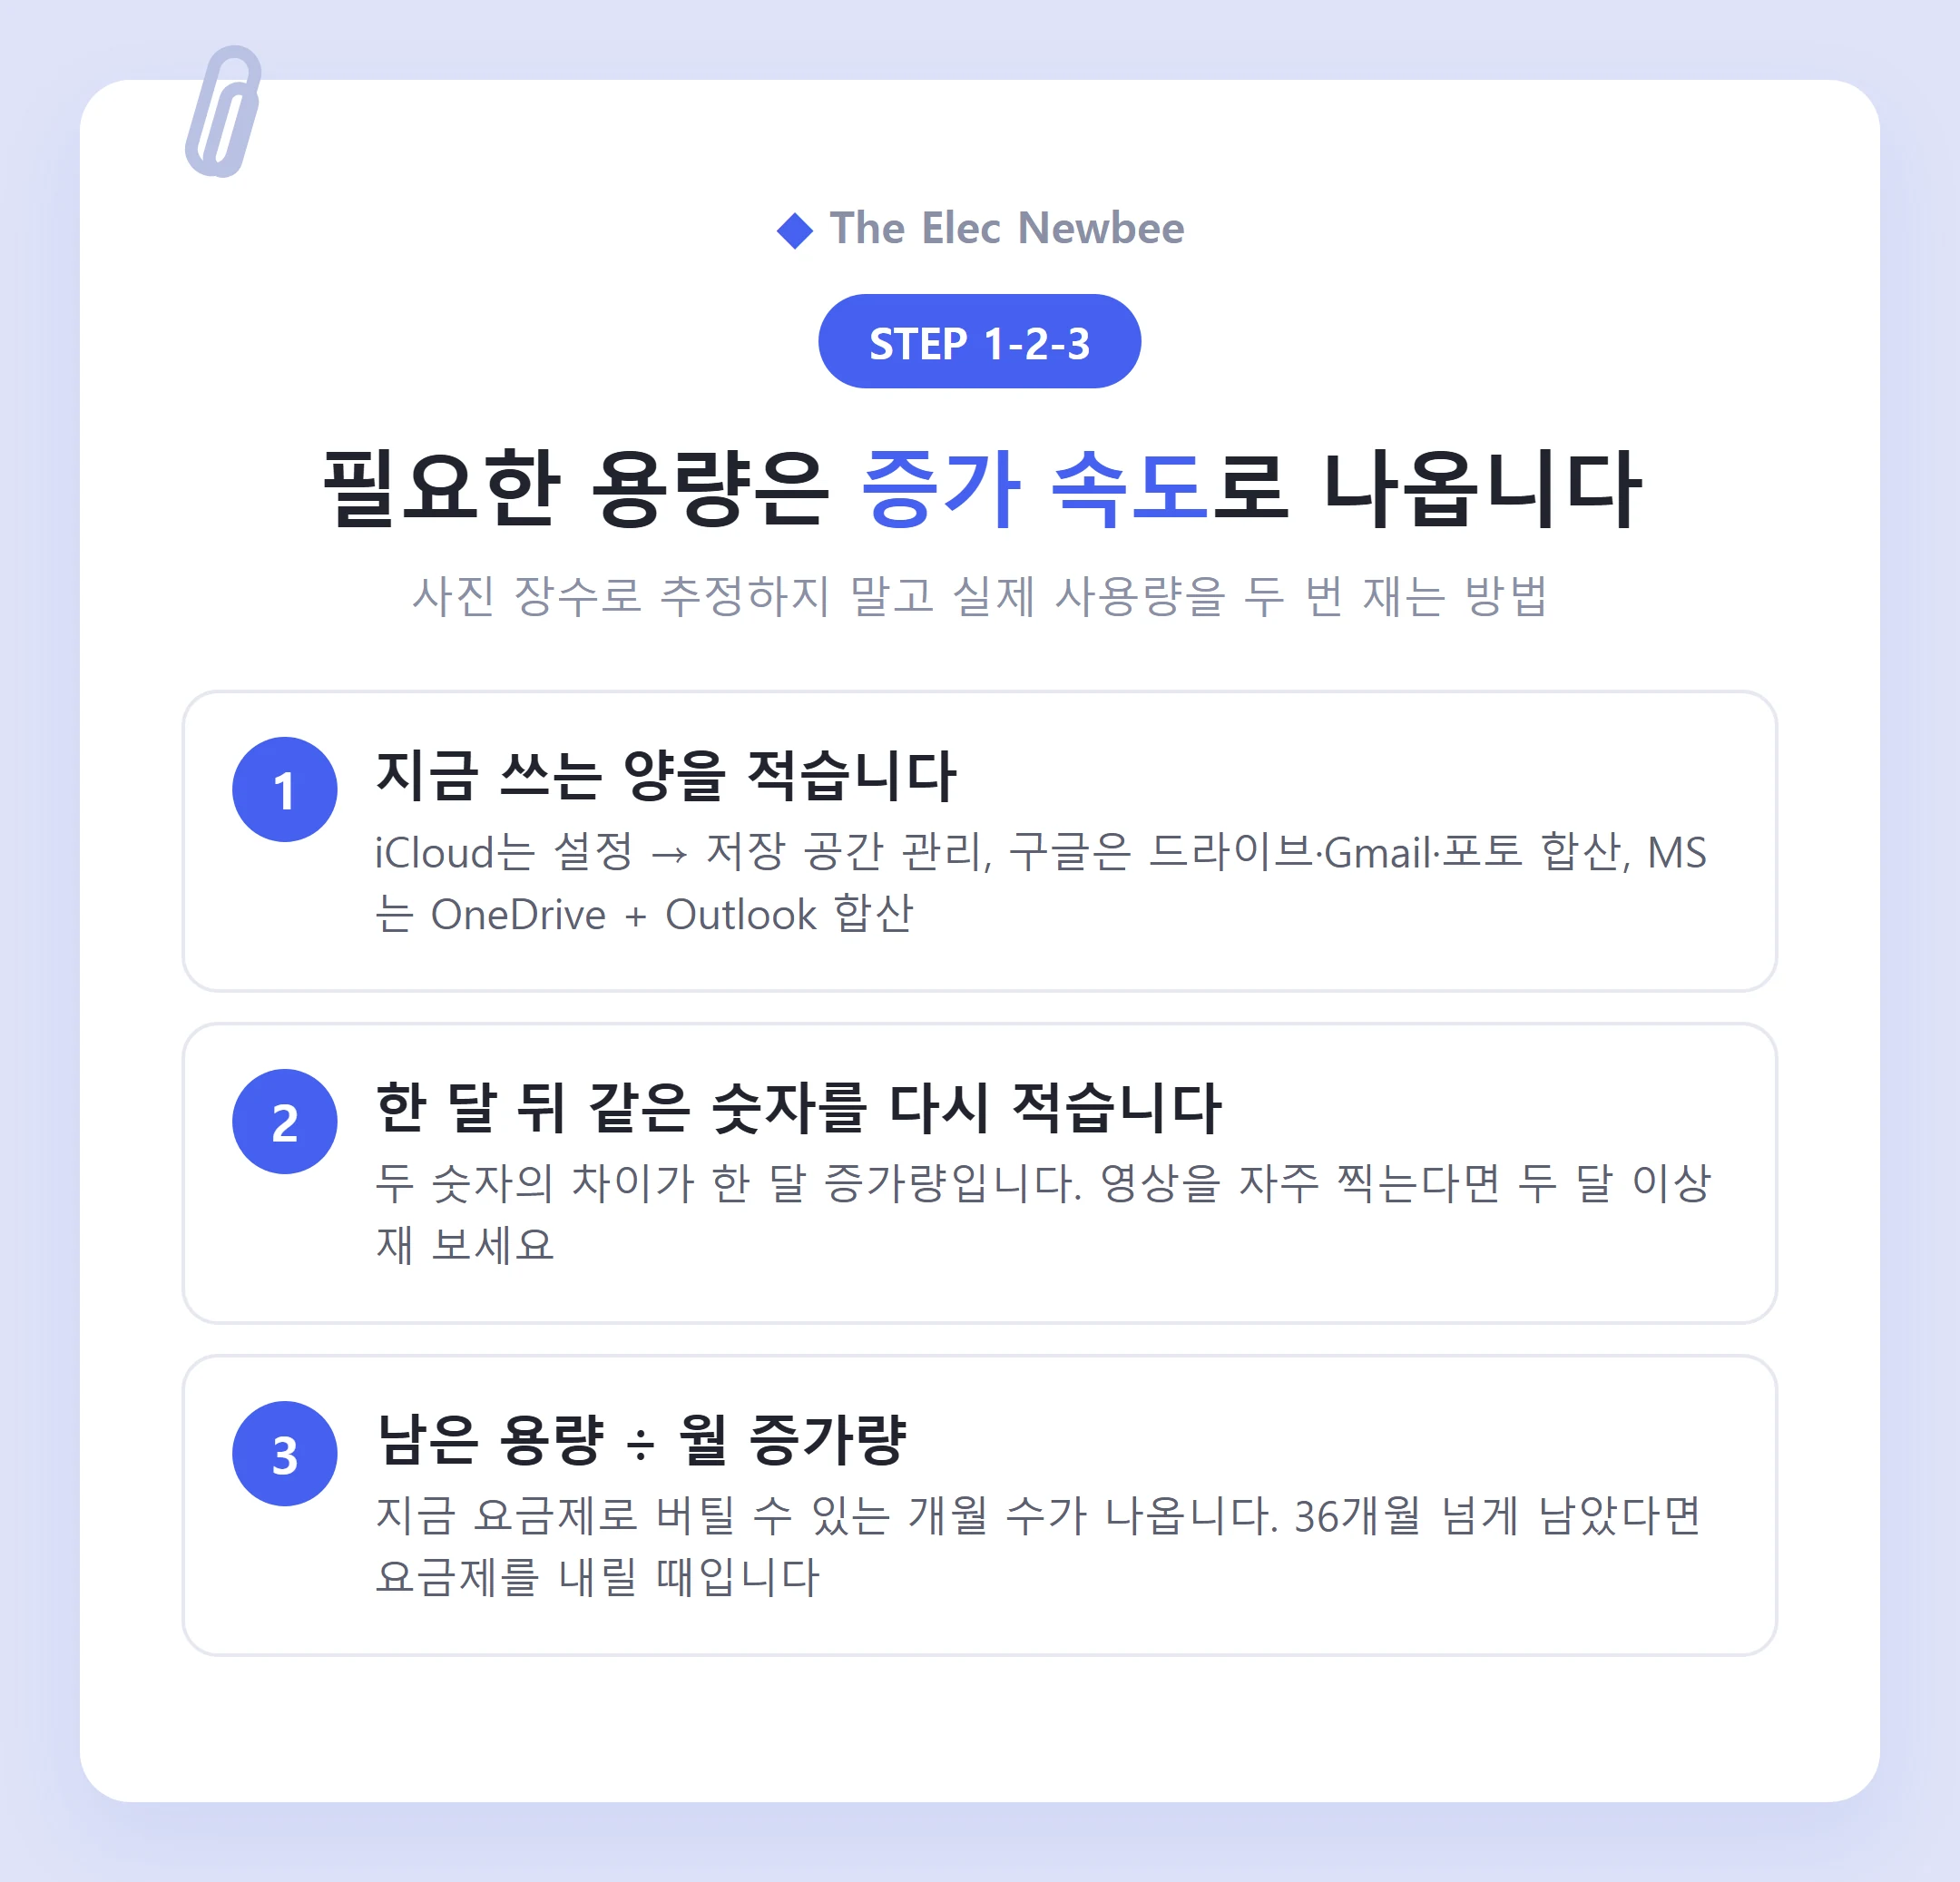 ◆ The Elec Newbee
STEP 1-2-3
필요한 용량은 증가 속도로 나옵니다
사진 장수로 추정하지 말고 실제 사용량을 두 번 재는 방법
1
지금 쓰는 양을 적습니다
iCloud는 설정 → 저장 공간 관리, 구글은 드라이브·Gmail·포토 합산, MS
는 OneDrive + Outlook 합산
2
한 달 뒤 같은 숫자를 다시 적습니다
두 숫자의 차이가 한 달 증가량입니다. 영상을 자주 찍는다면 두 달 이상
재 보세요
3
남은 용량 ÷ 월 증가량
지금 요금제로 버틸 수 있는 개월 수가 나옵니다. 36개월 넘게 남았다면
요금제를 내릴 때입니다